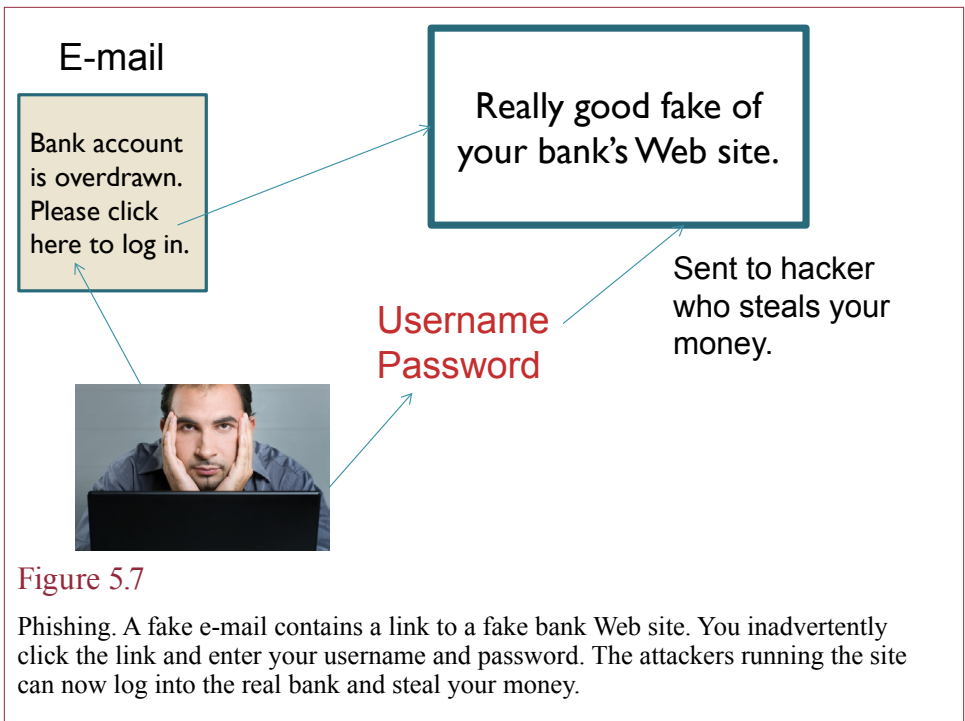 E-mail
Bank account
is overdrawn.
Please click
here to log in.
Really good fake of
your bank's Web site.
Username
Password
Sent to hacker
who steals your
money.
Figure 5.7
Phishing. A fake e-mail contains a link to a fake bank Web site. You inadvertently
click the link and enter your username and password. The attackers running the site
can now log into the real bank and steal your money.